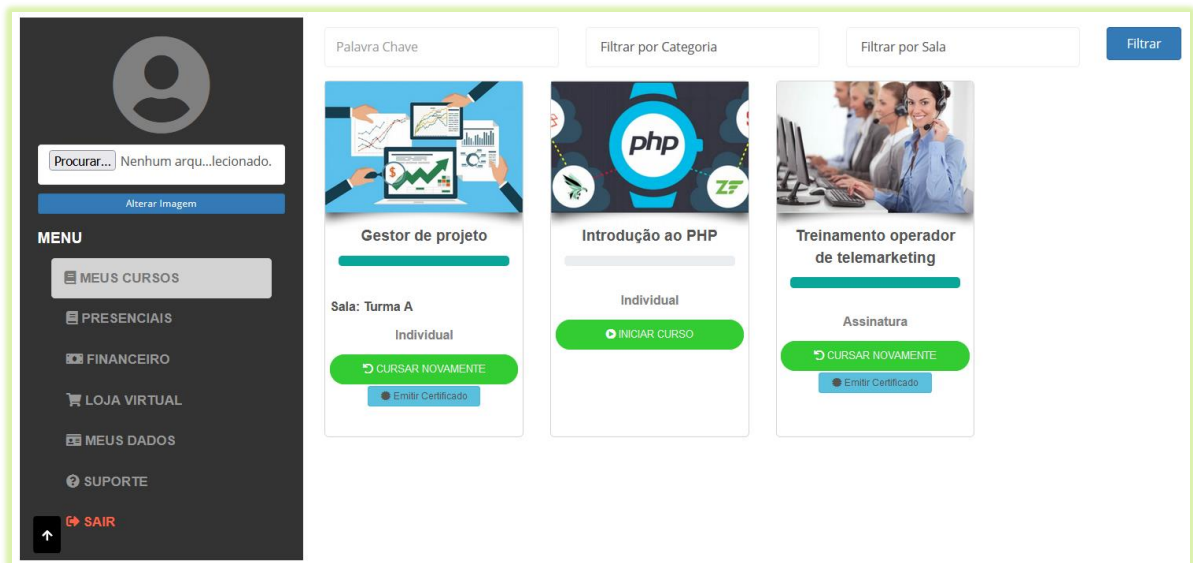 Procurar... Nenhum arqu...lecionado.
Alterar Imagem
MENU
MEUS CURSOS
PRESENCIAIS
FINANCEIRO
LOJA VIRTUAL
MEUS DADOS
SUPORTE
SAIR
Palavra Chave
Filtrar por Categoria
Filtrar por Sala
Filtrar
Gestor de projeto
Sala: Turma A
Individual
CURSAR NOVAMENTE
Emitir Certificado
php
Introdução ao PHP
Individual
INICIAR CURSO
Treinamento operador
de telemarketing
Assinatura
CURSAR NOVAMENTE
Emitir Certificado